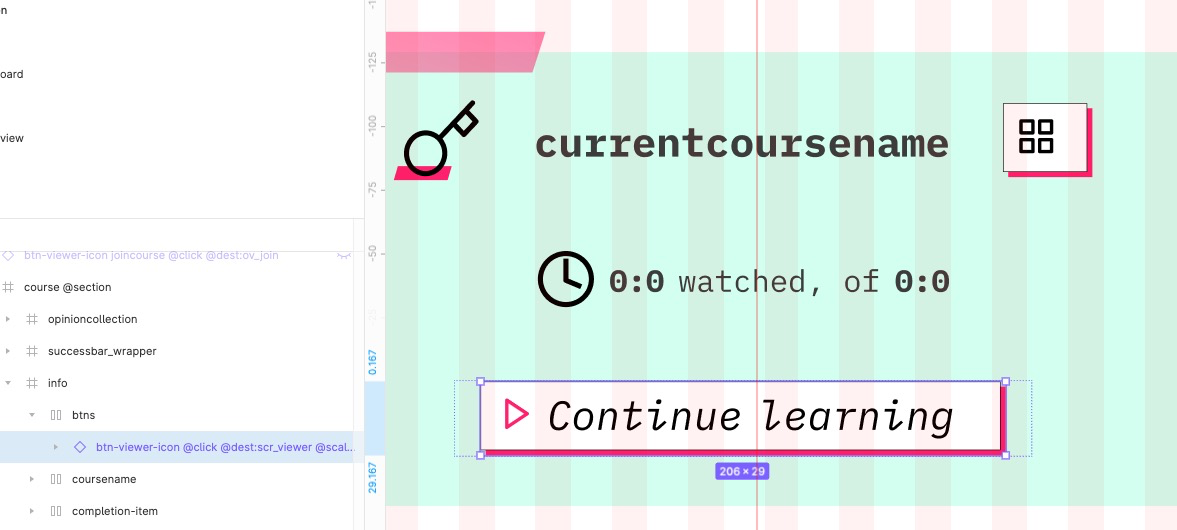 n
oard
view
btn-viewer-icon joincourse @click @dest:ov_join
course @section
opinioncollection
successbar_wrapper
info
btns
btn-viewer-icon @click @dest:scr_viewer @scal...
coursename
completion-item
-125
-100
-75
-50
0.167
29.167
currentcoursename
0:0 watched, of 0:0
Continue learning
206 × 29